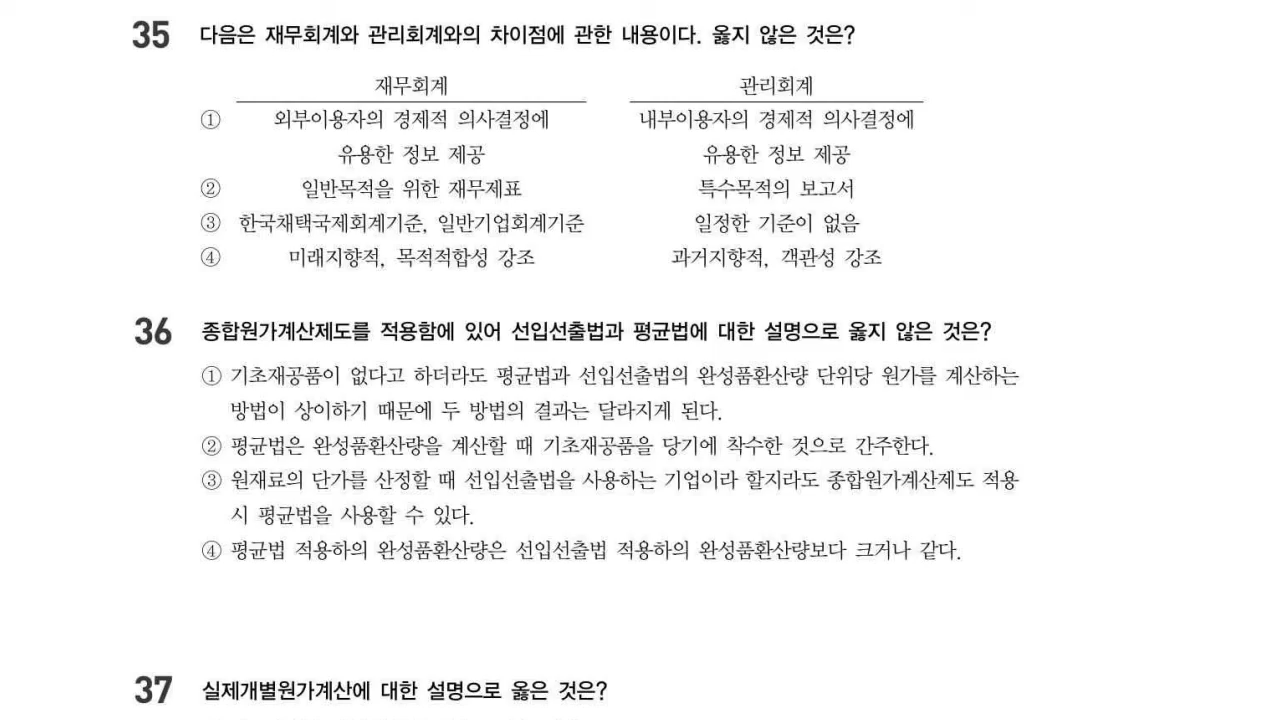 35 다음은 재무회계와 관리회계와의 차이점에 관한 내용이다. 옳지 않은 것은?
재무회계 관리회계
① 외부이용자의 경제적 의사결정에 내부이용자의 경제적 의사결정에
유용한 정보 제공 유용한 정보 제공
② 일반목적을 위한 재무제표 특수목적의 보고서
③ 한국채택국제회계기준, 일반기업회계기준 일정한 기준이 없음
④ 미래지향적, 목적적합성 강조 과거지향적, 객관성 강조
36 종합원가계산제도를 적용함에 있어 선입선출법과 평균법에 대한 설명으로 옳지 않은 것은?
① 기초재공품이 없다고 하더라도 평균법과 선입선출법의 완성품환산량 단위당 원가를 계산하는
방법이 상이하기 때문에 두 방법의 결과는 달라지게 된다.
② 평균법은 완성품환산량을 계산할 때 기초재공품을 당기에 착수한 것으로 간주한다.
③ 원재료의 단가를 산정할 때 선입선출법을 사용하는 기업이라 할지라도 종합원가계산제도 적용
시 평균법을 사용할 수 있다.
④ 평균법 적용하의 완성품환산량은 선입선출법 적용하의 완성품환산량보다 크거나 같다.
37 실제개별원가계산에 대한 설명으로 옳은 것은?